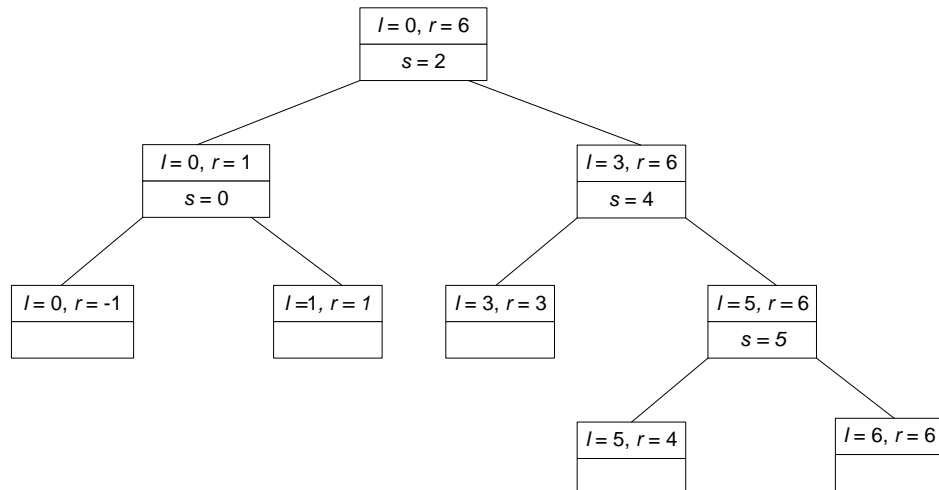 l = 0, r = 6
s = 2
l = 0, r = 1
s = 0
l = 3, r = 6
s = 4
l = 0, r = -1
l =1, r = 1
l = 3, r = 3
l = 5, r = 6
s = 5
l = 5, r = 4
l = 6, r = 6